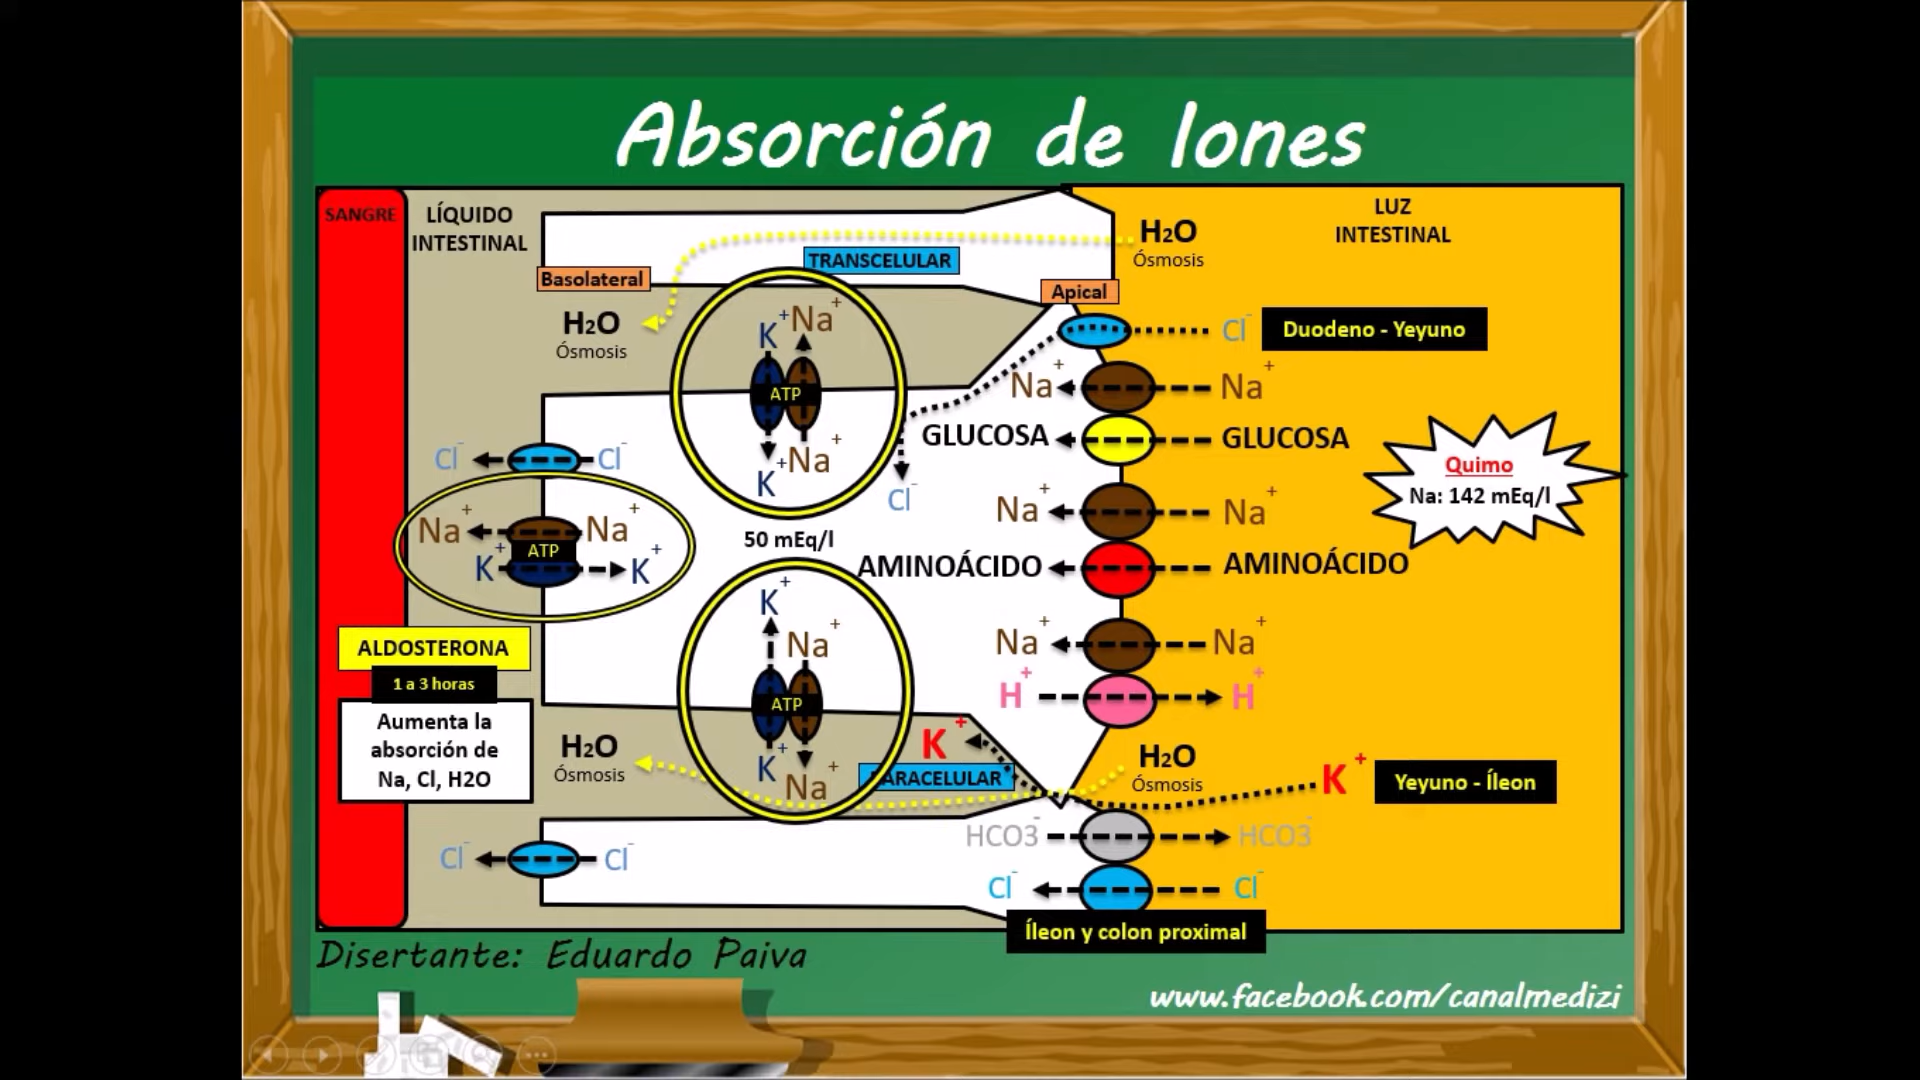 Absorción de Iones
SANGRE
LÍQUIDO
INTESTINAL
LUZ
INTESTINAL
H2O
Ósmosis
TRANSCELULAR
Basolateral
Apical
H2O
Ósmosis
K+
Na+
ATP
K+
Na+
Cl-
Duodeno - Yeyuno
Na+
Na+
GLUCOSA
GLUCOSA
Cl-
Cl-
Cl-
Quimo
Na: 142 mEq/l
Na+
Na+
Na+
Na+
ATP
K+
K+
50 mEq/l
AMINOÁCIDO
AMINOÁCIDO
K+
Na+
ATP
K+
Na+
Na+
Na+
H+
H+
ALDOSTERONA
1 a 3 horas
Aumenta la
absorción de
Na, Cl, H2O
H2O
Ósmosis
K+
PARACELULAR
H2O
Ósmosis
K+
Yeyuno - Íleon
HCO3-
HCO3-
Cl-
Cl-
Cl-
Cl-
Íleon y colon proximal
Disertante: Eduardo Paiva
www.facebook.com/canalmedizi